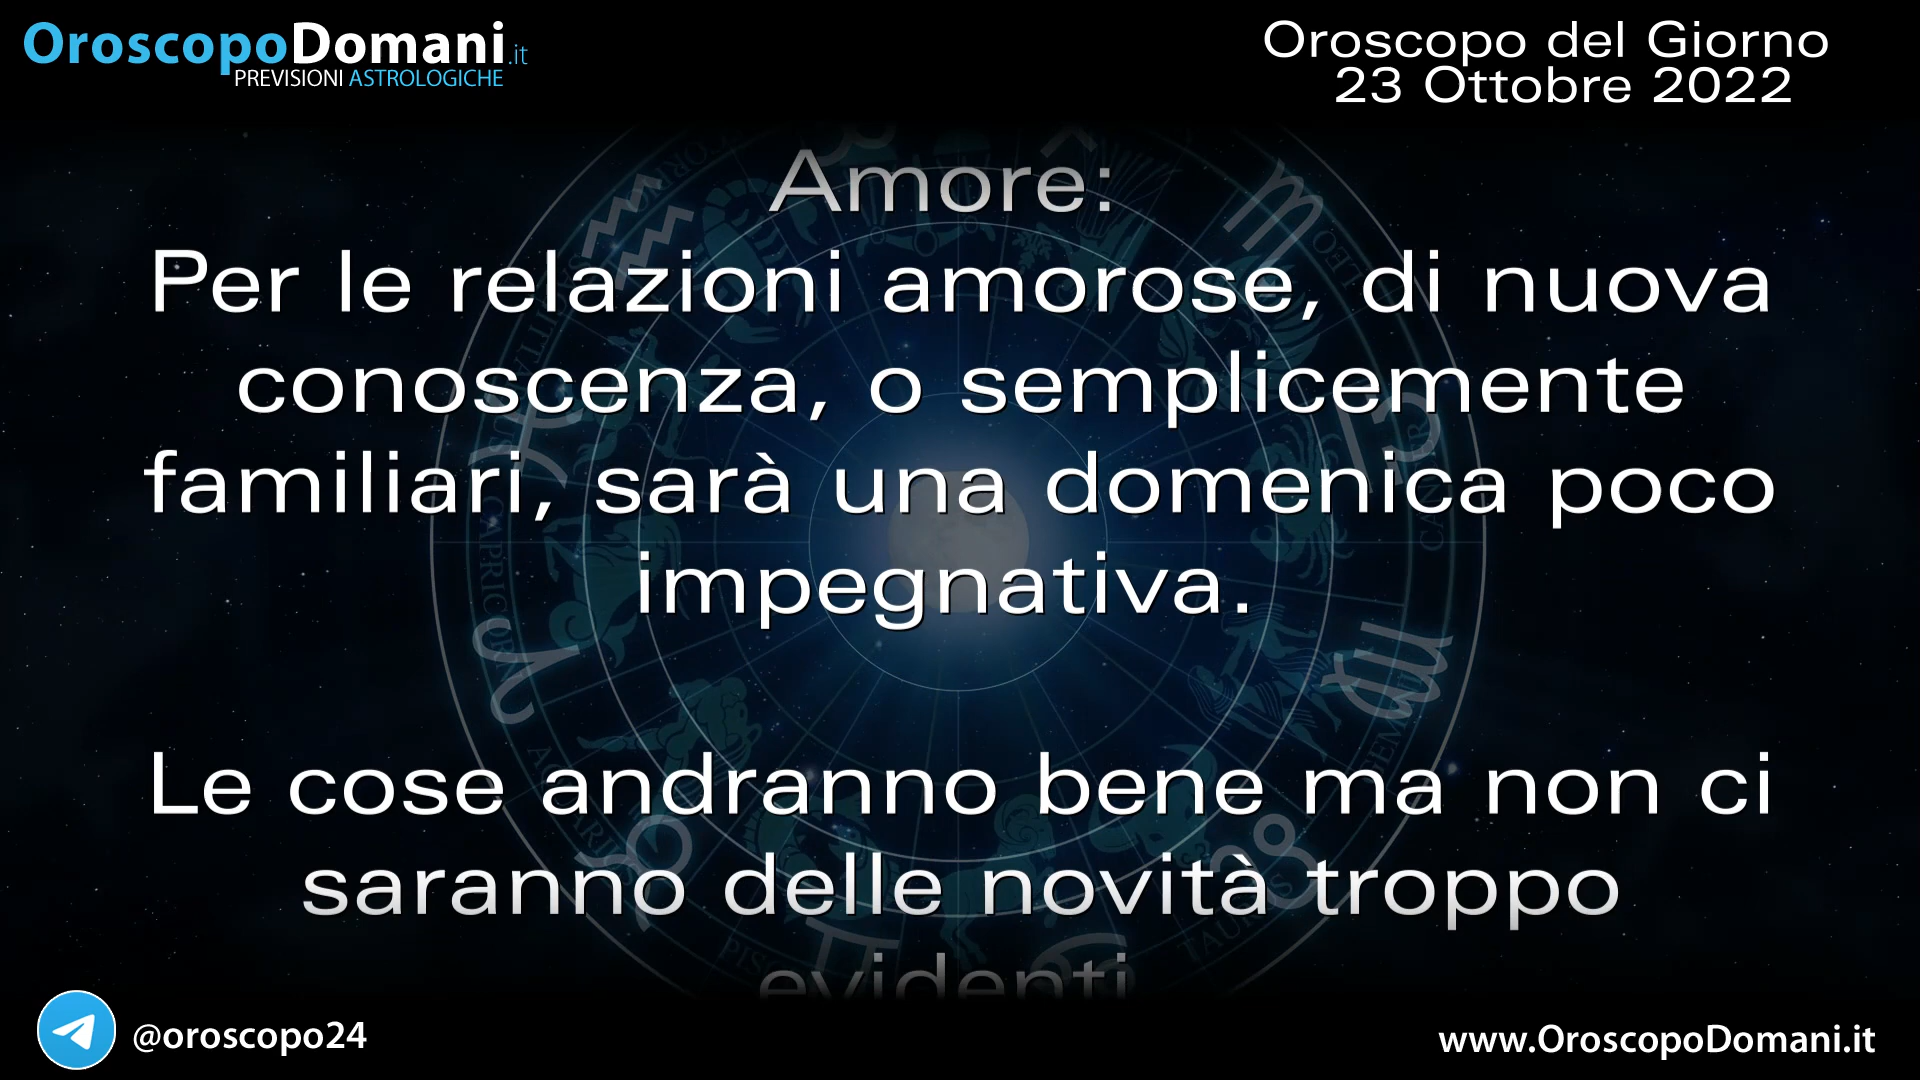 OroscopoDomani.it
PREVISIONI ASTROLOGICHE
Oroscopo del Giorno
23 Ottobre 2022
Amore:
Per le relazioni amorose, di nuova
conoscenza, o semplicemente
familiari, sarà una domenica poco
impegnativa.
Le cose andranno bene ma non ci
saranno delle novità troppo
evidenti
@oroscopo24
www.OroscopoDomani.it